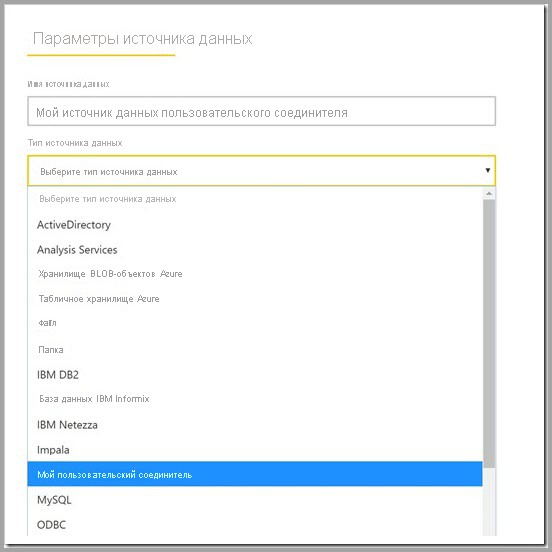 Параметры источника данных
Имя источника данных
Мой источник данных пользовательского соединителя
Тип источника данных
Выберите тип источника данных
Выберите тип источника данных
ActiveDirectory
Analysis Services
Хранилище BLOB-объектов Azure
Табличное хранилище Azure
Файл
Папка
IBM DB2
База данных IBM Informix
IBM Netezza
Impala
Мой пользовательский соединитель
MySQL
ODBC